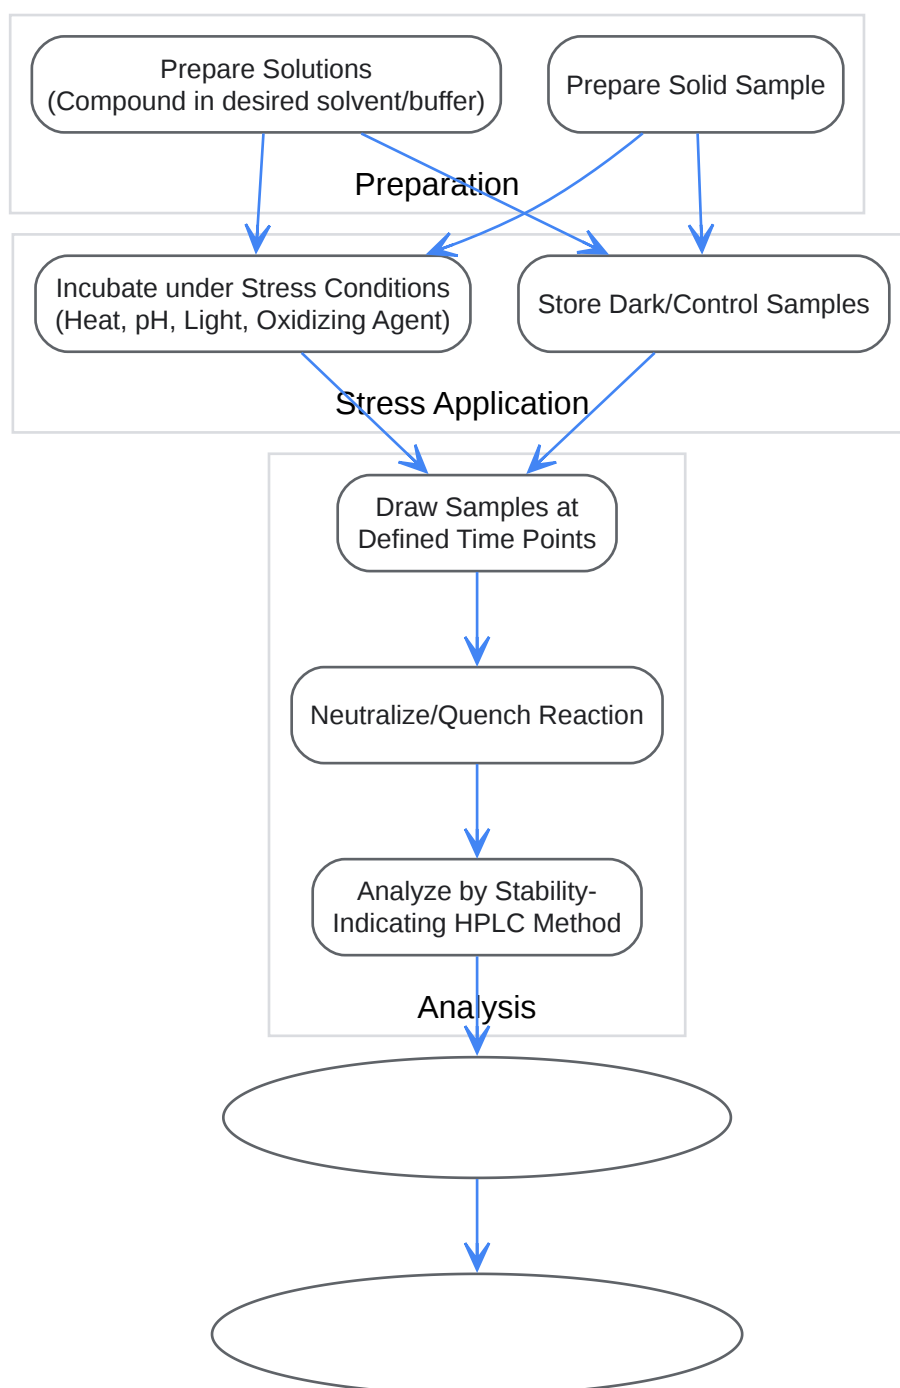 Prepare Solutions
(Compound in desired solvent/buffer)
Prepare Solid Sample
Preparation
Incubate under Stress Conditions
(Heat, pH, Light, Oxidizing Agent)
Store Dark/Control Samples
Stress Application
Draw Samples at
Defined Time Points
Neutralize/Quench Reaction
Analyze by Stability-
Indicating HPLC Method
Analysis